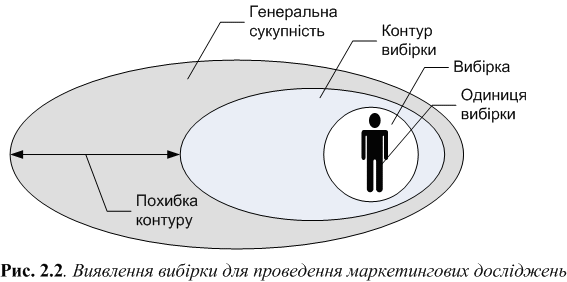 Генеральна
сукупність
Контур
вибірки
Вибірка
Одиниця
вибірки
Похибка
контуру
Рис. 2.2. Виявлення вибірки для проведення маркетингових досліджень